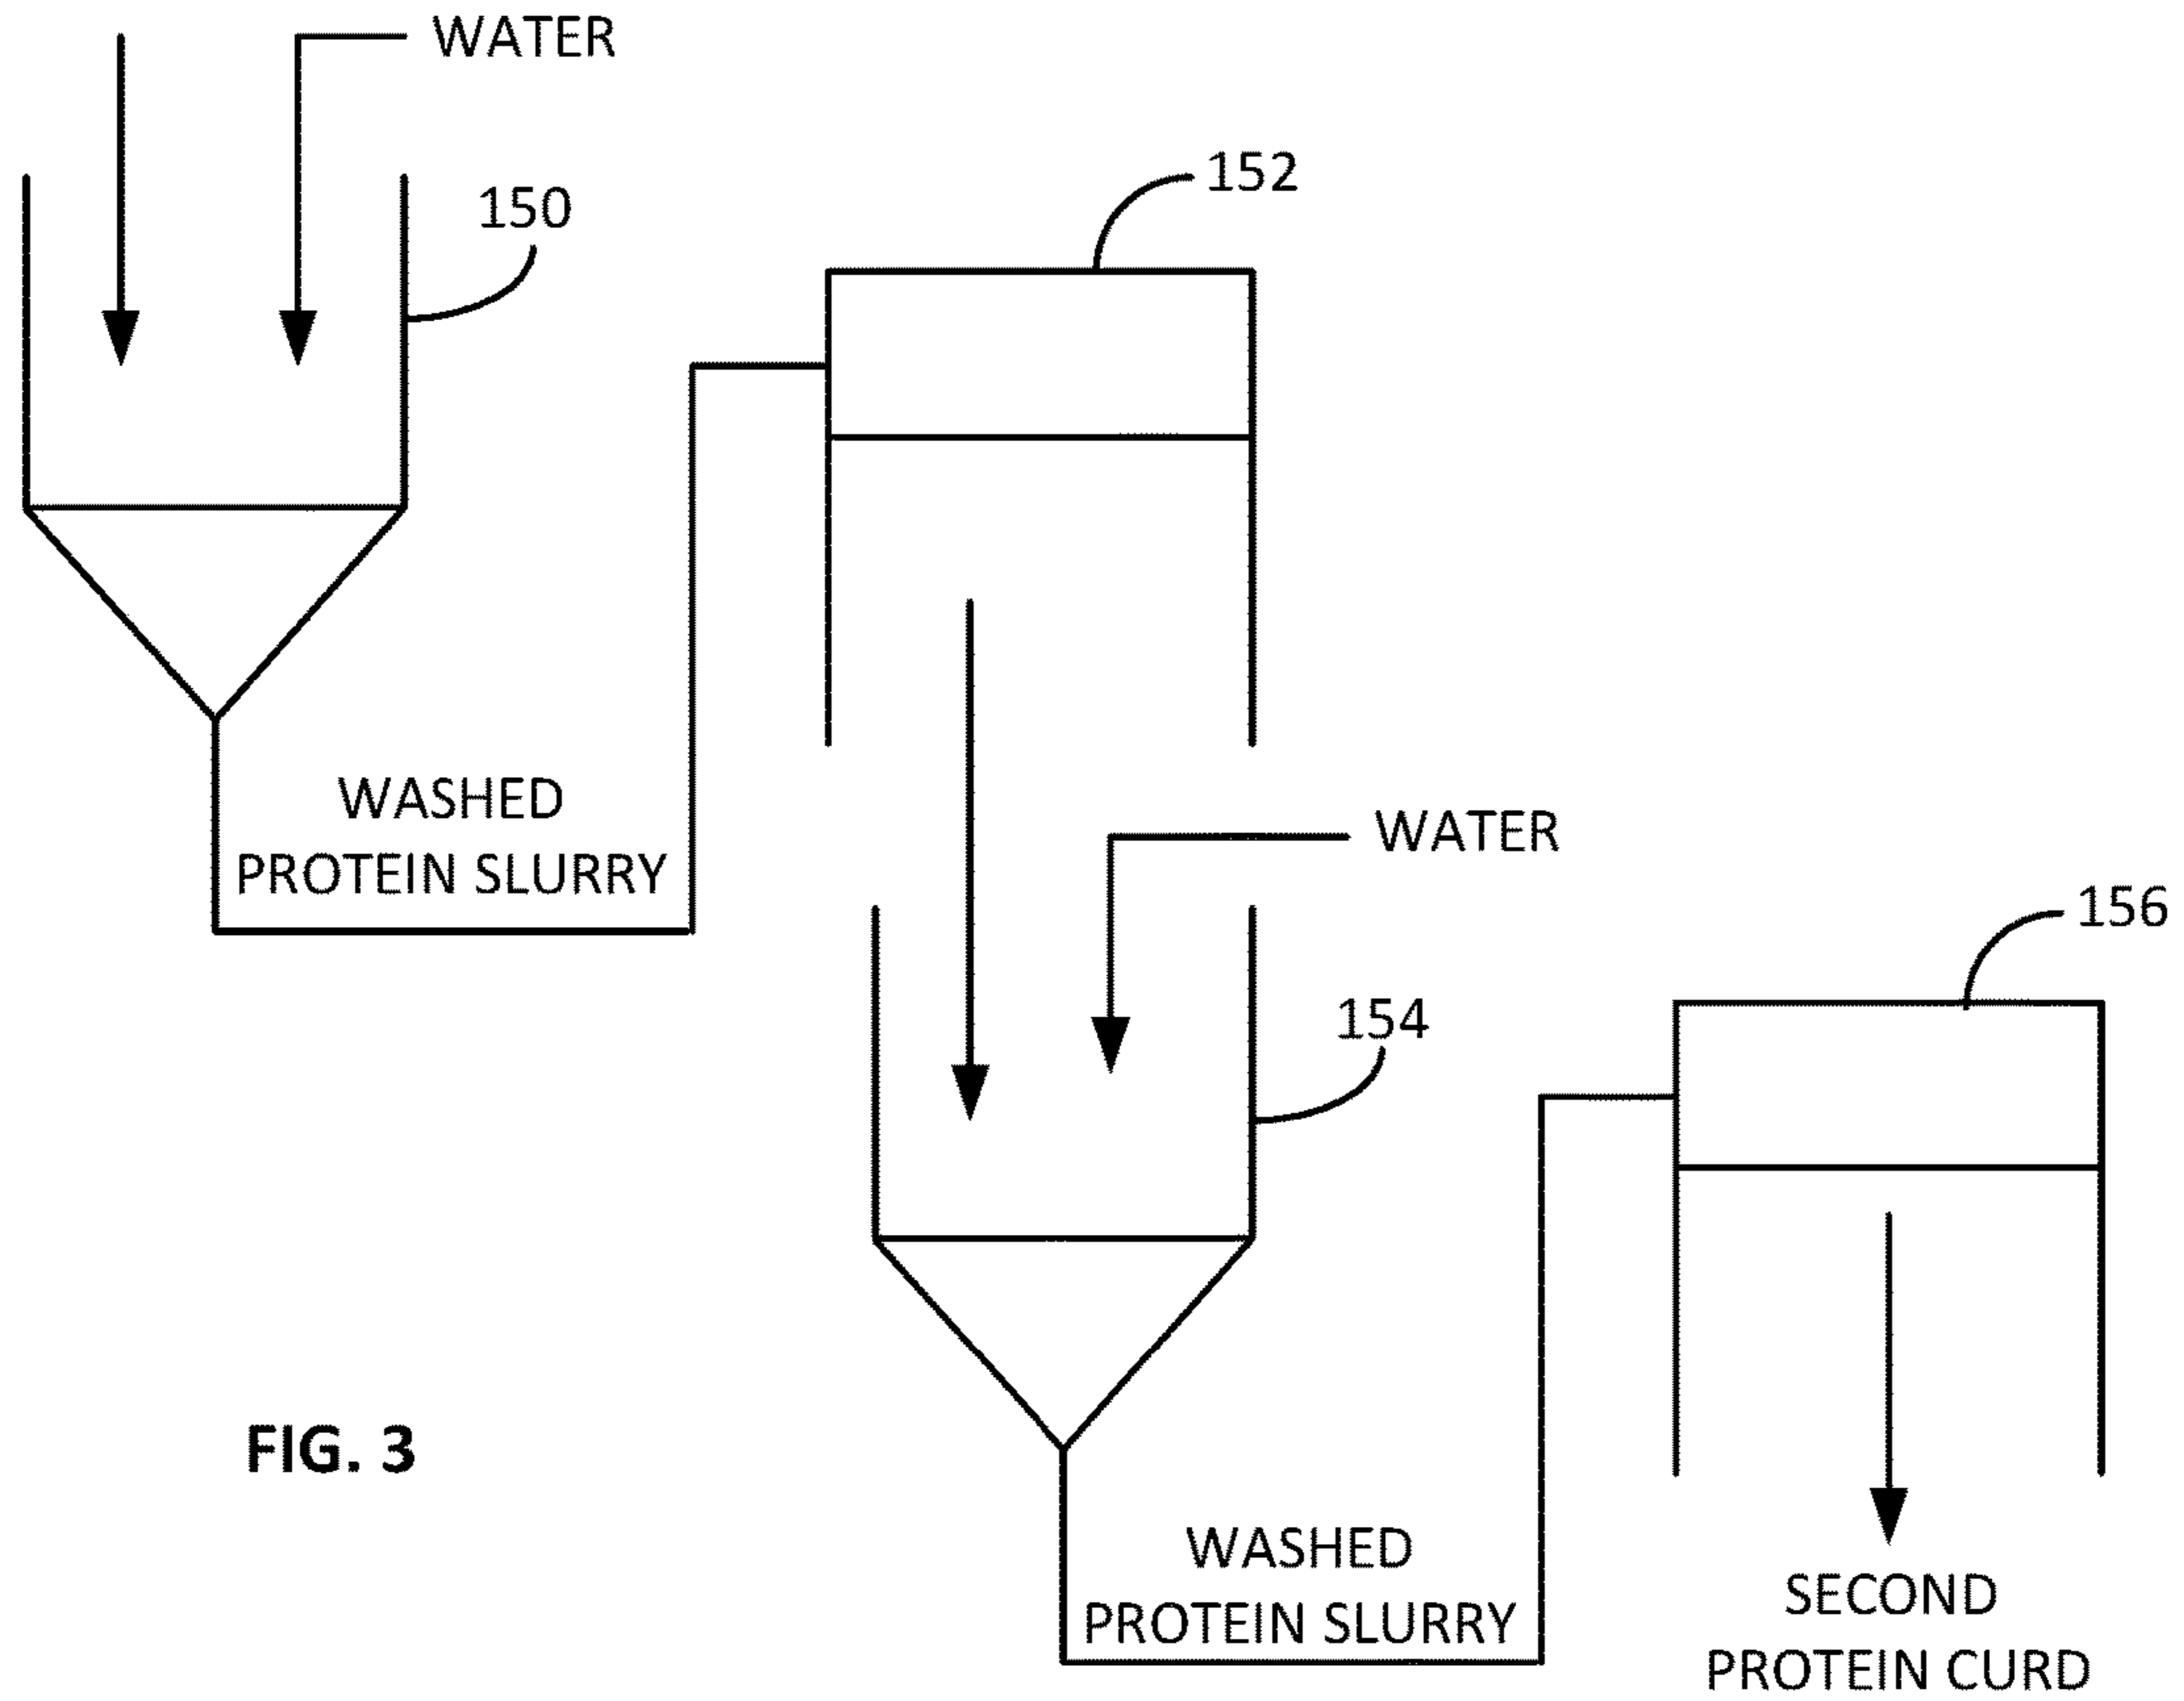 WATER
150
152
WASHED
PROTEIN SLURRY
WATER
156
154
FIG. 3
WASHED
PROTEIN SLURRY
SECOND
PROTEIN CURD